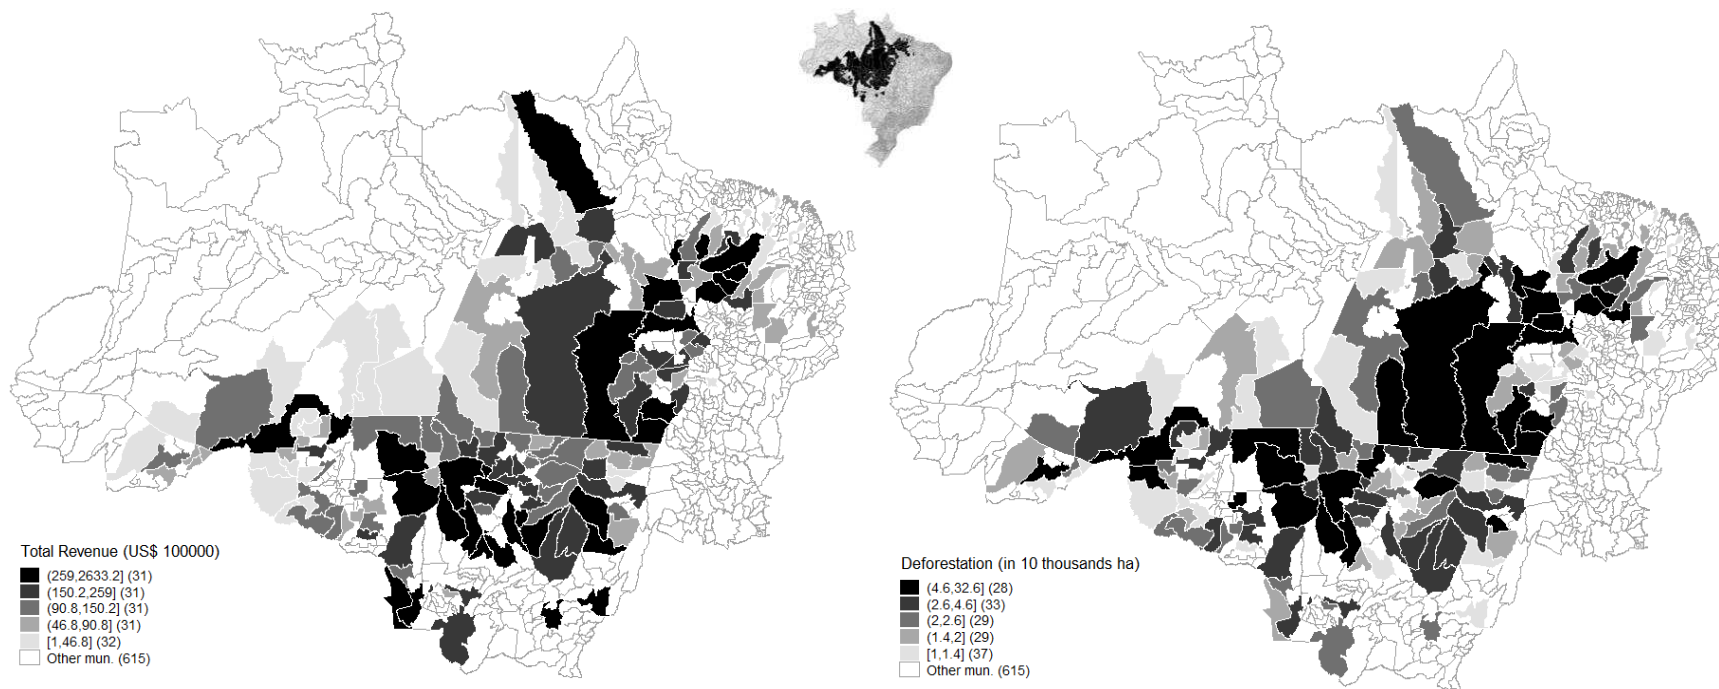 Total Revenue (US$ 100000)
(259,2633.2] (31)
(150.2,259] (31)
(90.8,150.2] (31)
(46.8,90.8] (31)
[1,46.8] (32)
Other mun. (615)
Deforestation (in 10 thousands ha)
(4.6,32.6] (28)
(2.6,4.6] (33)
(2,2.6] (29)
(1.4,2] (29)
[1,1.4] (37)
Other mun. (615)